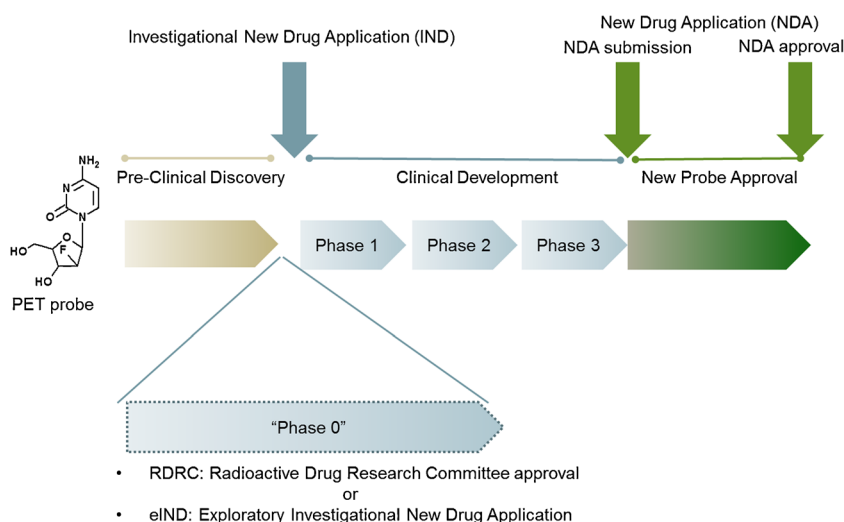 New Drug Application (NDA)
Investigational New Drug Application (IND)
NDA submission
NDA approval
Pre-Clinical Discovery
Clinical Development
New Probe Approval
NH2
N
O
N
HO
O
F
HO
PET probe
Phase 1
Phase 2
Phase 3
“Phase 0”
• RDRC: Radioactive Drug Research Committee approval
or
• eIND: Exploratory Investigational New Drug Application